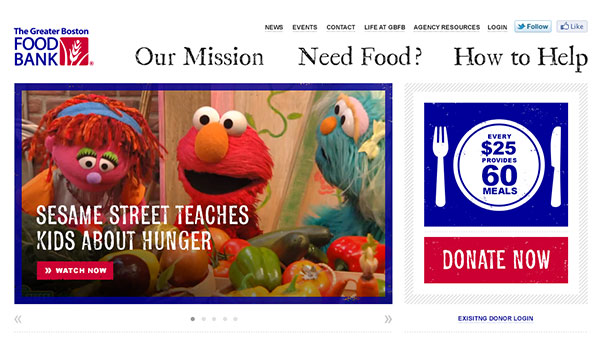 The Greater Boston
FOOD
BANK
NEWS EVENTS CONTACT LIFE AT GBFB AGENCY RESOURCES LOGIN Follow Like
Our Mission Need Food? How to Help
SESAME STREET TEACHES
KIDS ABOUT HUNGER
» WATCH NOW
EVERY
$25
PROVIDES
60
MEALS
DONATE NOW
« »
EXISITNG DONOR LOGIN